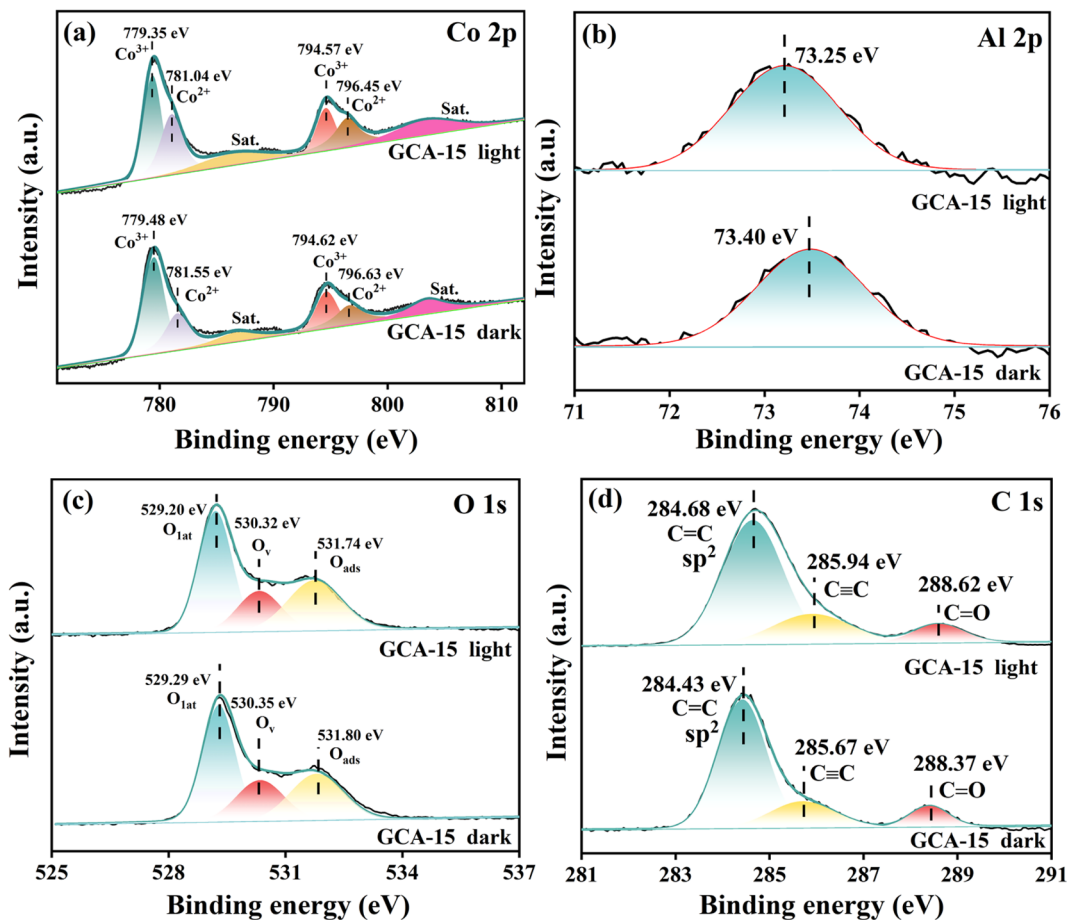 (a)
Co 2p
779.35 eV
Co3+
781.04 eV
Co2+
Sat.
794.57 eV
Co3+
796.45 eV
Co2+
Sat.
GCA-15 light
779.48 eV
Co3+
781.55 eV
Co2+
Sat.
794.62 eV
Co3+
796.63 eV
Co2+
Sat.
GCA-15 dark
Intensity (a.u.)
780 790 800 810
Binding energy (eV)
(b)
Al 2p
73.25 eV
GCA-15 light
73.40 eV
GCA-15 dark
Intensity (a.u.)
71 72 73 74 75 76
Binding energy (eV)
(c)
O 1s
529.20 eV
O1at
530.32 eV
Ov
531.74 eV
Oads
GCA-15 light
529.29 eV
O1at
530.35 eV
Ov
531.80 eV
Oads
GCA-15 dark
Intensity (a.u.)
525 528 531 534 537
Binding energy (eV)
(d)
C 1s
284.68 eV
C=C
sp2
285.94 eV
C≡C
288.62 eV
C=O
GCA-15 light
284.43 eV
C=C
sp2
285.67 eV
C≡C
288.37 eV
C=O
GCA-15 dark
Intensity (a.u.)
281 283 285 287 289 291
Binding energy (eV)